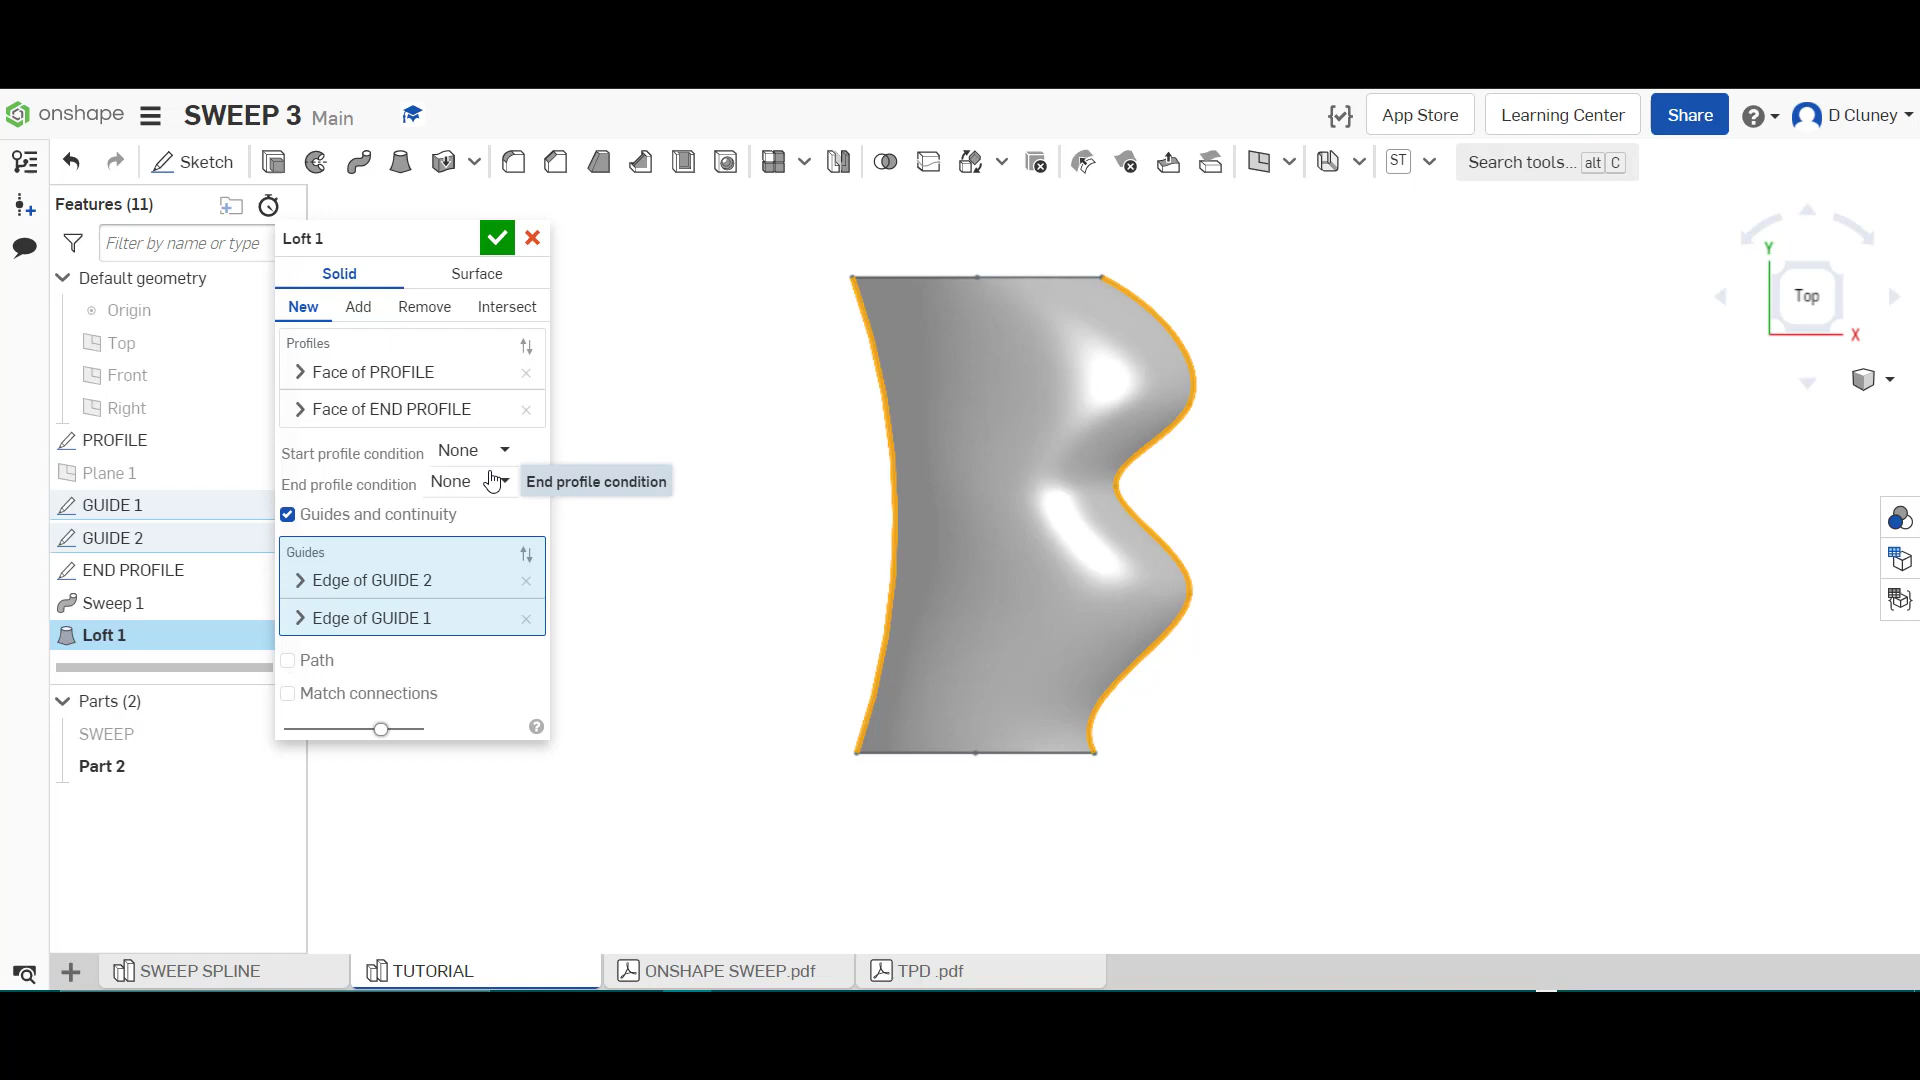 onshape SWEEP 3 Main App Store Learning Center Share D Cluney
Sketch ST Search tools... alt C
Features (11)
Filter by name or type
Default geometry
Origin
Top
Front
Right
PROFILE
Plane 1
GUIDE 1
GUIDE 2
END PROFILE
Sweep 1
Loft 1
Parts (2)
SWEEP
Part 2
Loft 1
Solid Surface
New Add Remove Intersect
Profiles
Face of PROFILE
Face of END PROFILE
Start profile condition None
End profile condition None
End profile condition
Guides and continuity
Guides
Edge of GUIDE 2
Edge of GUIDE 1
Path
Match connections
Y
Top
X
SWEEP SPLINE TUTORIAL ONSHAPE SWEEP.pdf TPD .pdf